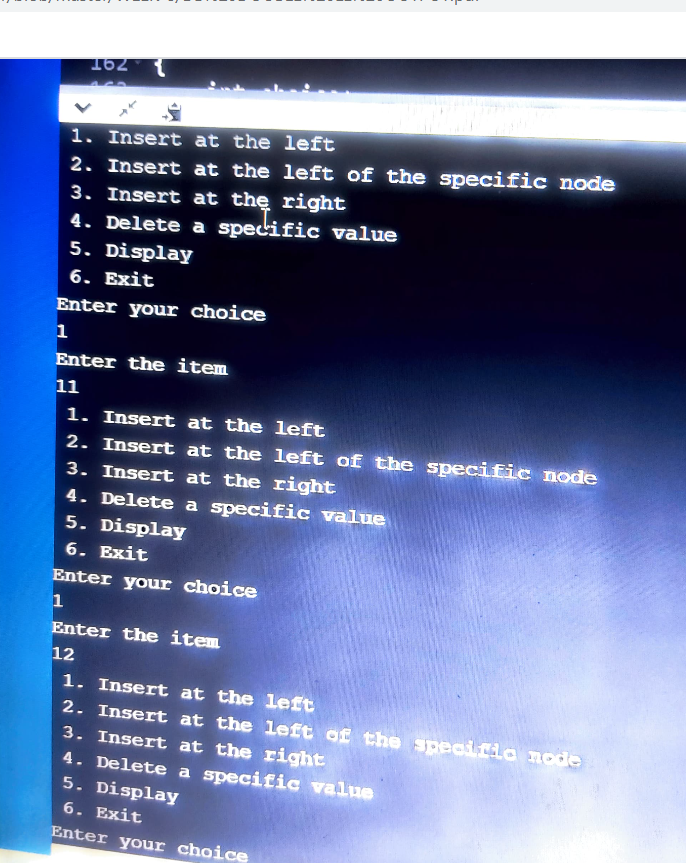 162 {
1. Insert at the left
2. Insert at the left of the specific node
3. Insert at the right
4. Delete a specific value
5. Display
6. Exit
Enter your choice
1
Enter the item
11
1. Insert at the left
2. Insert at the left of the specific node
3. Insert at the right
4. Delete a specific value
5. Display
6. Exit
Enter your choice
1
Enter the item
12
1. Insert at the left
2. Insert at the left of the specific node
3. Insert at the right
4. Delete a specific value
5. Display
6. Exit
Enter your choice